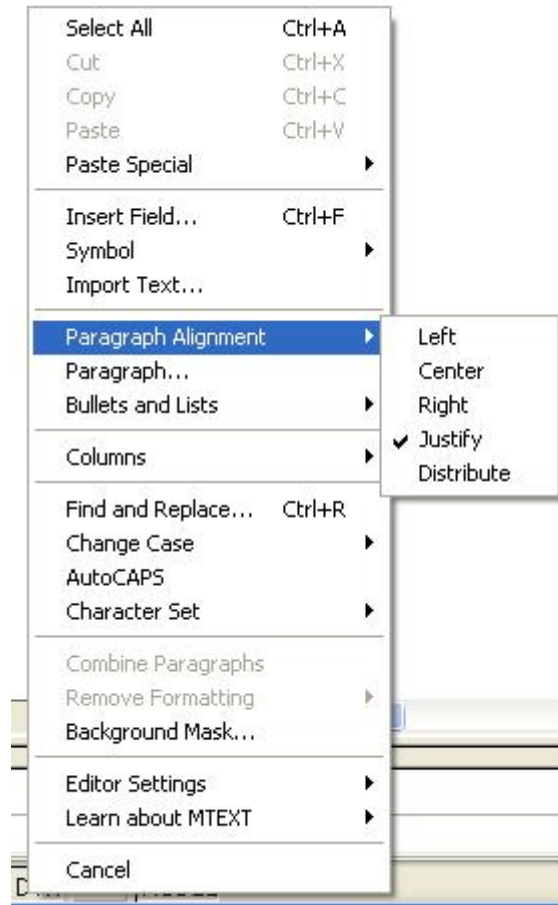 Select All Ctrl+A
Cut Ctrl+X
Copy Ctrl+C
Paste Ctrl+V
Paste Special
Insert Field... Ctrl+F
Symbol
Import Text...
Paragraph Alignment
Left
Center
Right
Justify
Distribute
Paragraph...
Bullets and Lists
Columns
Find and Replace... Ctrl+R
Change Case
AutoCAPS
Character Set
Combine Paragraphs
Remove Formatting
Background Mask...
Editor Settings
Learn about MTEXT
Cancel